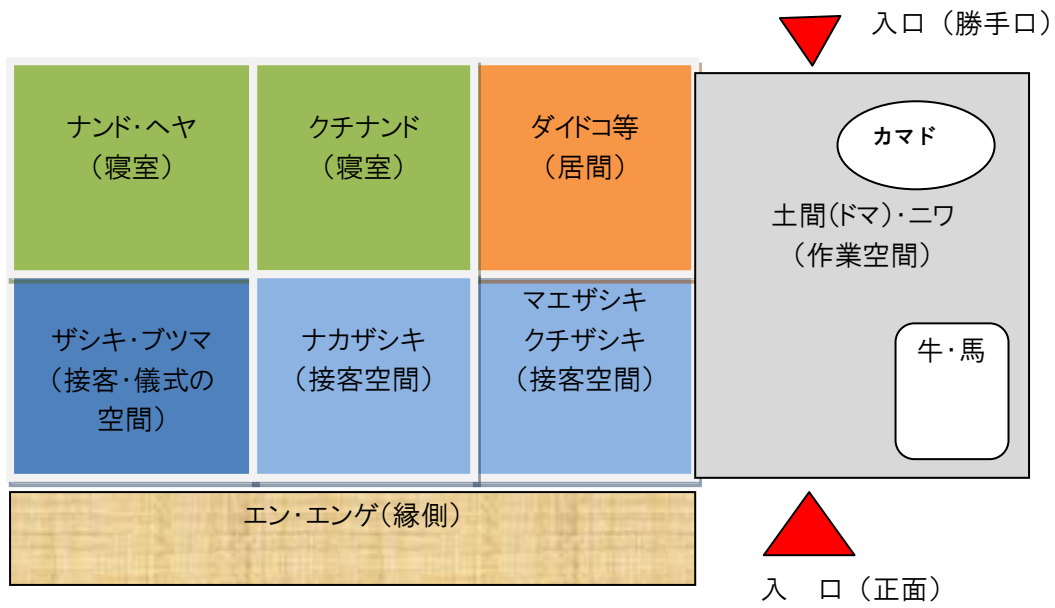 入口（勝手口）
ナンド・ヘヤ
（寝室）
クチナンド
（寝室）
ダイドコ等
（居間）
カマド
土間(ドマ)・ニワ
（作業空間）
ザシキ・ブツマ
（接客・儀式の
空間）
ナカザシキ
（接客空間）
マエザシキ
クチザシキ
（接客空間）
牛・馬
エン・エンゲ(縁側）
入　口（正面）